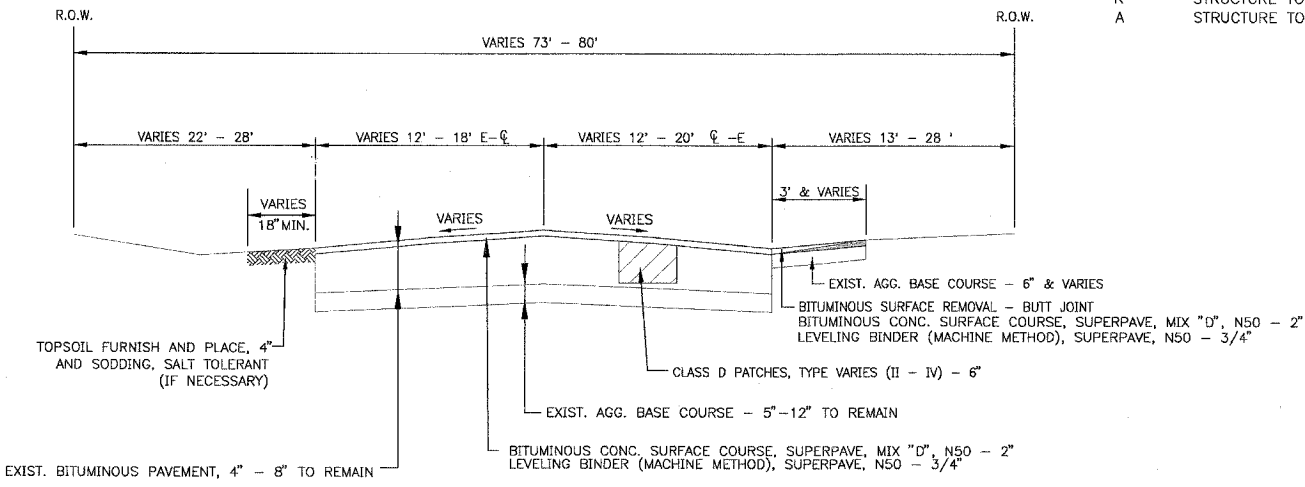 R.O.W.
R.O.W.
STRUCTURE TO
A STRUCTURE TO
VARIES 73' - 80'
VARIES 22' - 28'
VARIES 12' - 18' E-℄
VARIES 12' - 20' ℄ -E
VARIES 13' - 28 '
VARIES
18" MIN.
VARIES
VARIES
3' & VARIES
EXIST. AGG. BASE COURSE - 6" & VARIES
BITUMINOUS SURFACE REMOVAL - BUTT JOINT
BITUMINOUS CONC. SURFACE COURSE, SUPERPAVE, MIX "D", N50 - 2"
LEVELING BINDER (MACHINE METHOD), SUPERPAVE, N50 - 3/4"
TOPSOIL FURNISH AND PLACE, 4"
AND SODDING, SALT TOLERANT
(IF NECESSARY)
CLASS D PATCHES, TYPE VARIES (II - IV) - 6"
EXIST. AGG. BASE COURSE - 5"-12" TO REMAIN
BITUMINOUS CONC. SURFACE COURSE, SUPERPAVE, MIX "D", N50 - 2"
LEVELING BINDER (MACHINE METHOD), SUPERPAVE, N50 - 3/4"
EXIST. BITUMINOUS PAVEMENT, 4" - 8" TO REMAIN